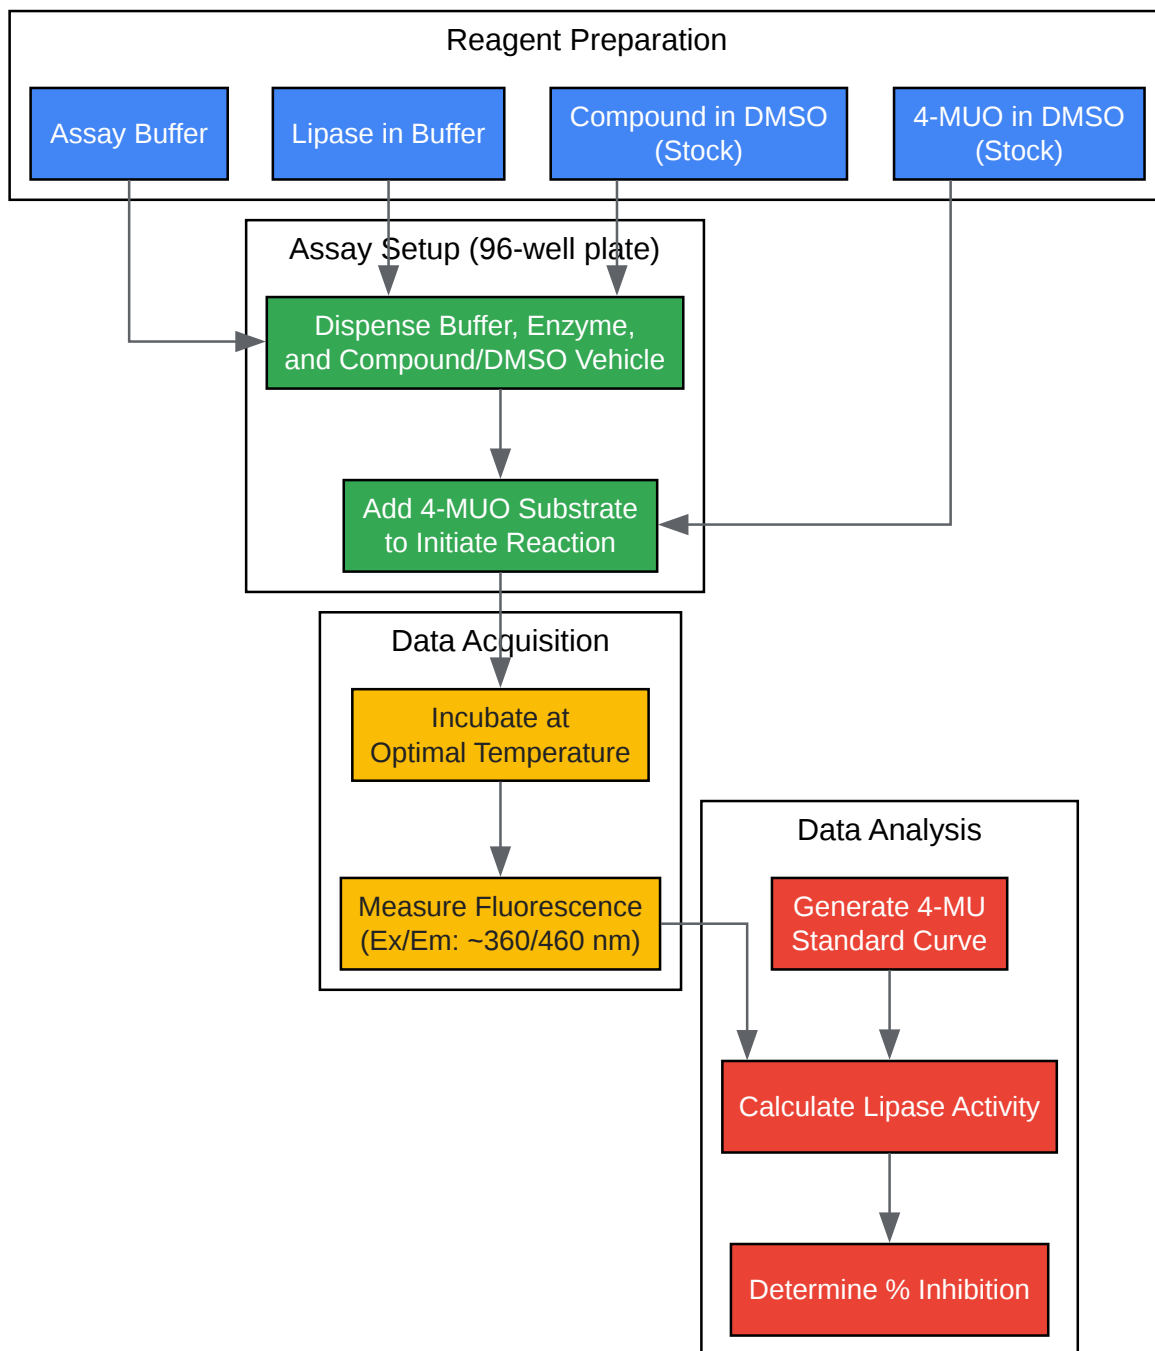 Reagent Preparation
Assay Buffer
Lipase in Buffer
Compound in DMSO
(Stock)
4-MUO in DMSO
(Stock)
Assay Setup (96-well plate)
Dispense Buffer, Enzyme,
and Compound/DMSO Vehicle
Add 4-MUO Substrate
to Initiate Reaction
Data Acquisition
Incubate at
Optimal Temperature
Measure Fluorescence
(Ex/Em: ~360/460 nm)
Data Analysis
Generate 4-MU
Standard Curve
Calculate Lipase Activity
Determine % Inhibition